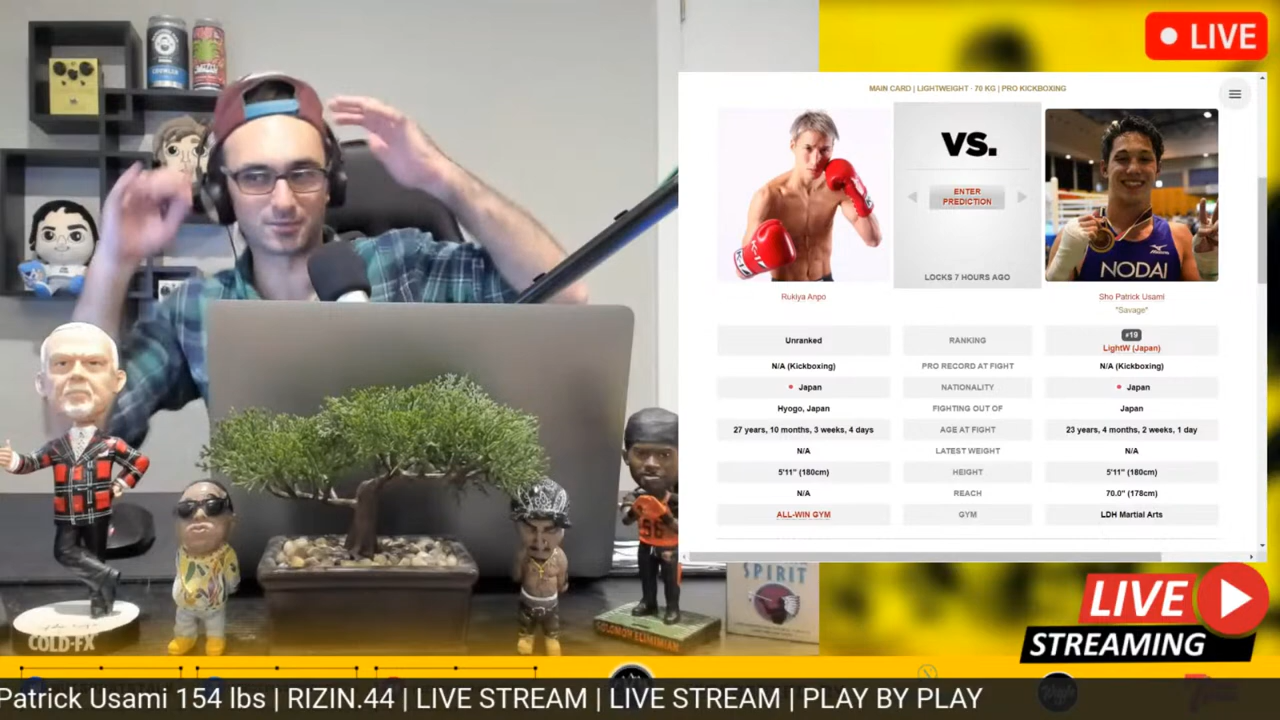 LIVE
MAIN CARD | LIGHTWEIGHT · 70 KG | PRO KICKBOXING
VS.
ENTER
PREDICTION
LOCKS 7 HOURS AGO
NODAI
Rukiya Anpo
Sho Patrick Usami
"Savage"
Unranked
RANKING
#19
LightW (Japan)
N/A (Kickboxing)
PRO RECORD AT FIGHT
N/A (Kickboxing)
Japan
NATIONALITY
Japan
Hyogo, Japan
FIGHTING OUT OF
Japan
27 years, 10 months, 3 weeks, 4 days
AGE AT FIGHT
23 years, 4 months, 2 weeks, 1 day
N/A
LATEST WEIGHT
N/A
5'11" (180cm)
HEIGHT
5'11" (180cm)
N/A
REACH
70.0" (178cm)
ALL-WIN GYM
GYM
LDH Martial Arts
COLD-FX
SOLOMON ELIMIMIAN
SPIRIT
LIVE
STREAMING
Patrick Usami 154 lbs | RIZIN.44 | LIVE STREAM | LIVE STREAM | PLAY BY PLAY